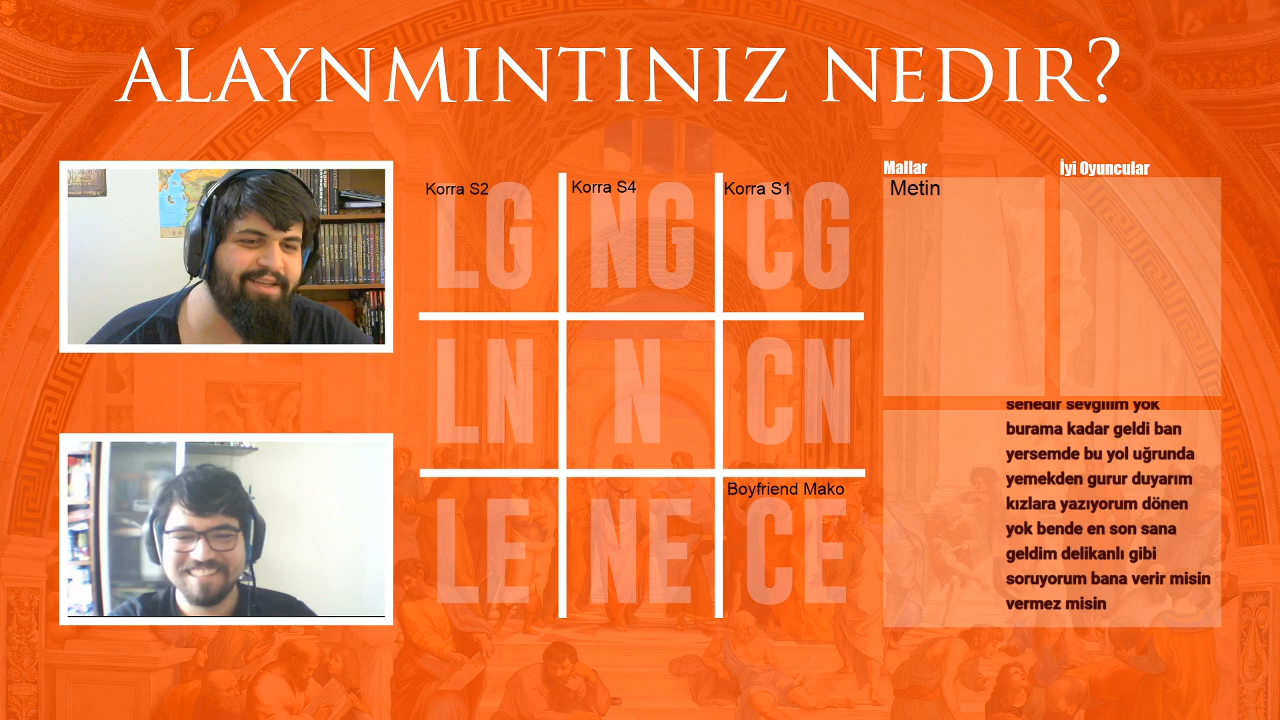 ALAYNMINTINIZ NEDIR?
Korra S2
LG
Korra S4
NG
Korra S1
CG
LN
N
CN
LE
NE
Boyfriend Mako
CE
Mallar
Metin
İyi Oyuncular
senedir sevgilim yok
burama kadar geldi ban
yersemde bu yol uğrunda
yemekden gurur duyarım
kızlara yazıyorum dönen
yok bende en son sana
geldim delikanlı gibi
soruyorum bana verir misin
vermez misin